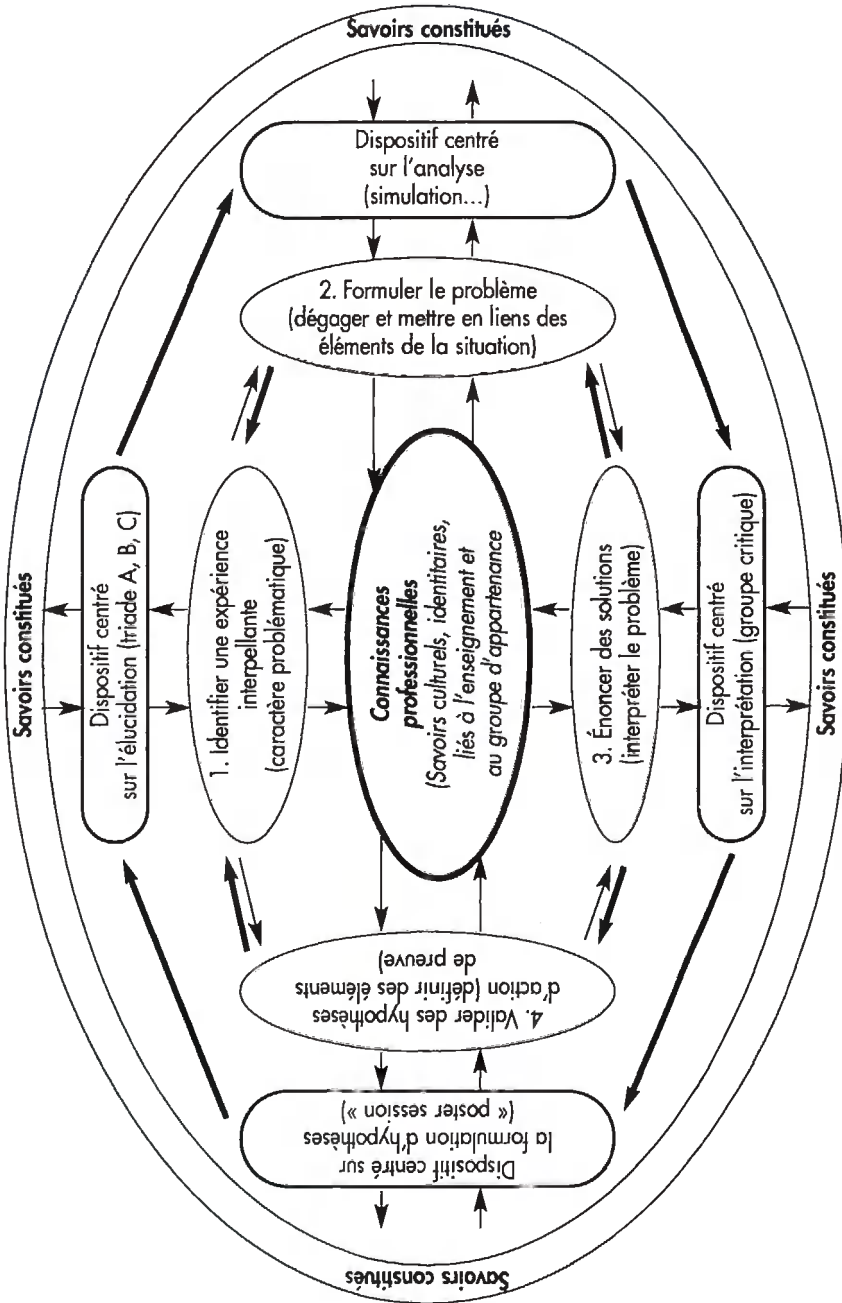 Savoirs constitués
Dispositif centré
sur l'analyse
(simulation...)
2. Formuler le problème
(dégager et mettre en liens des
éléments de la situation)
Savoirs constitués
Dispositif centré
sur l'élucidation (triade A, B, C)
1. Identifier une expérience
interpellante
(caractère problématique)
Connaissances
professionnelles
(Savoirs culturels, identitaires,
liés à l'enseignement et
au groupe d'appartenance
3. Énoncer des solutions
(interpréter le problème)
Dispositif centré
sur l'interprétation (groupe critique)
Savoirs constitués
4. Valider des hypothèses
d'action (définir des éléments
de preuve)
Dispositif centré sur
la formulation d'hypothèses
(« poster session »)
Savoirs constitués